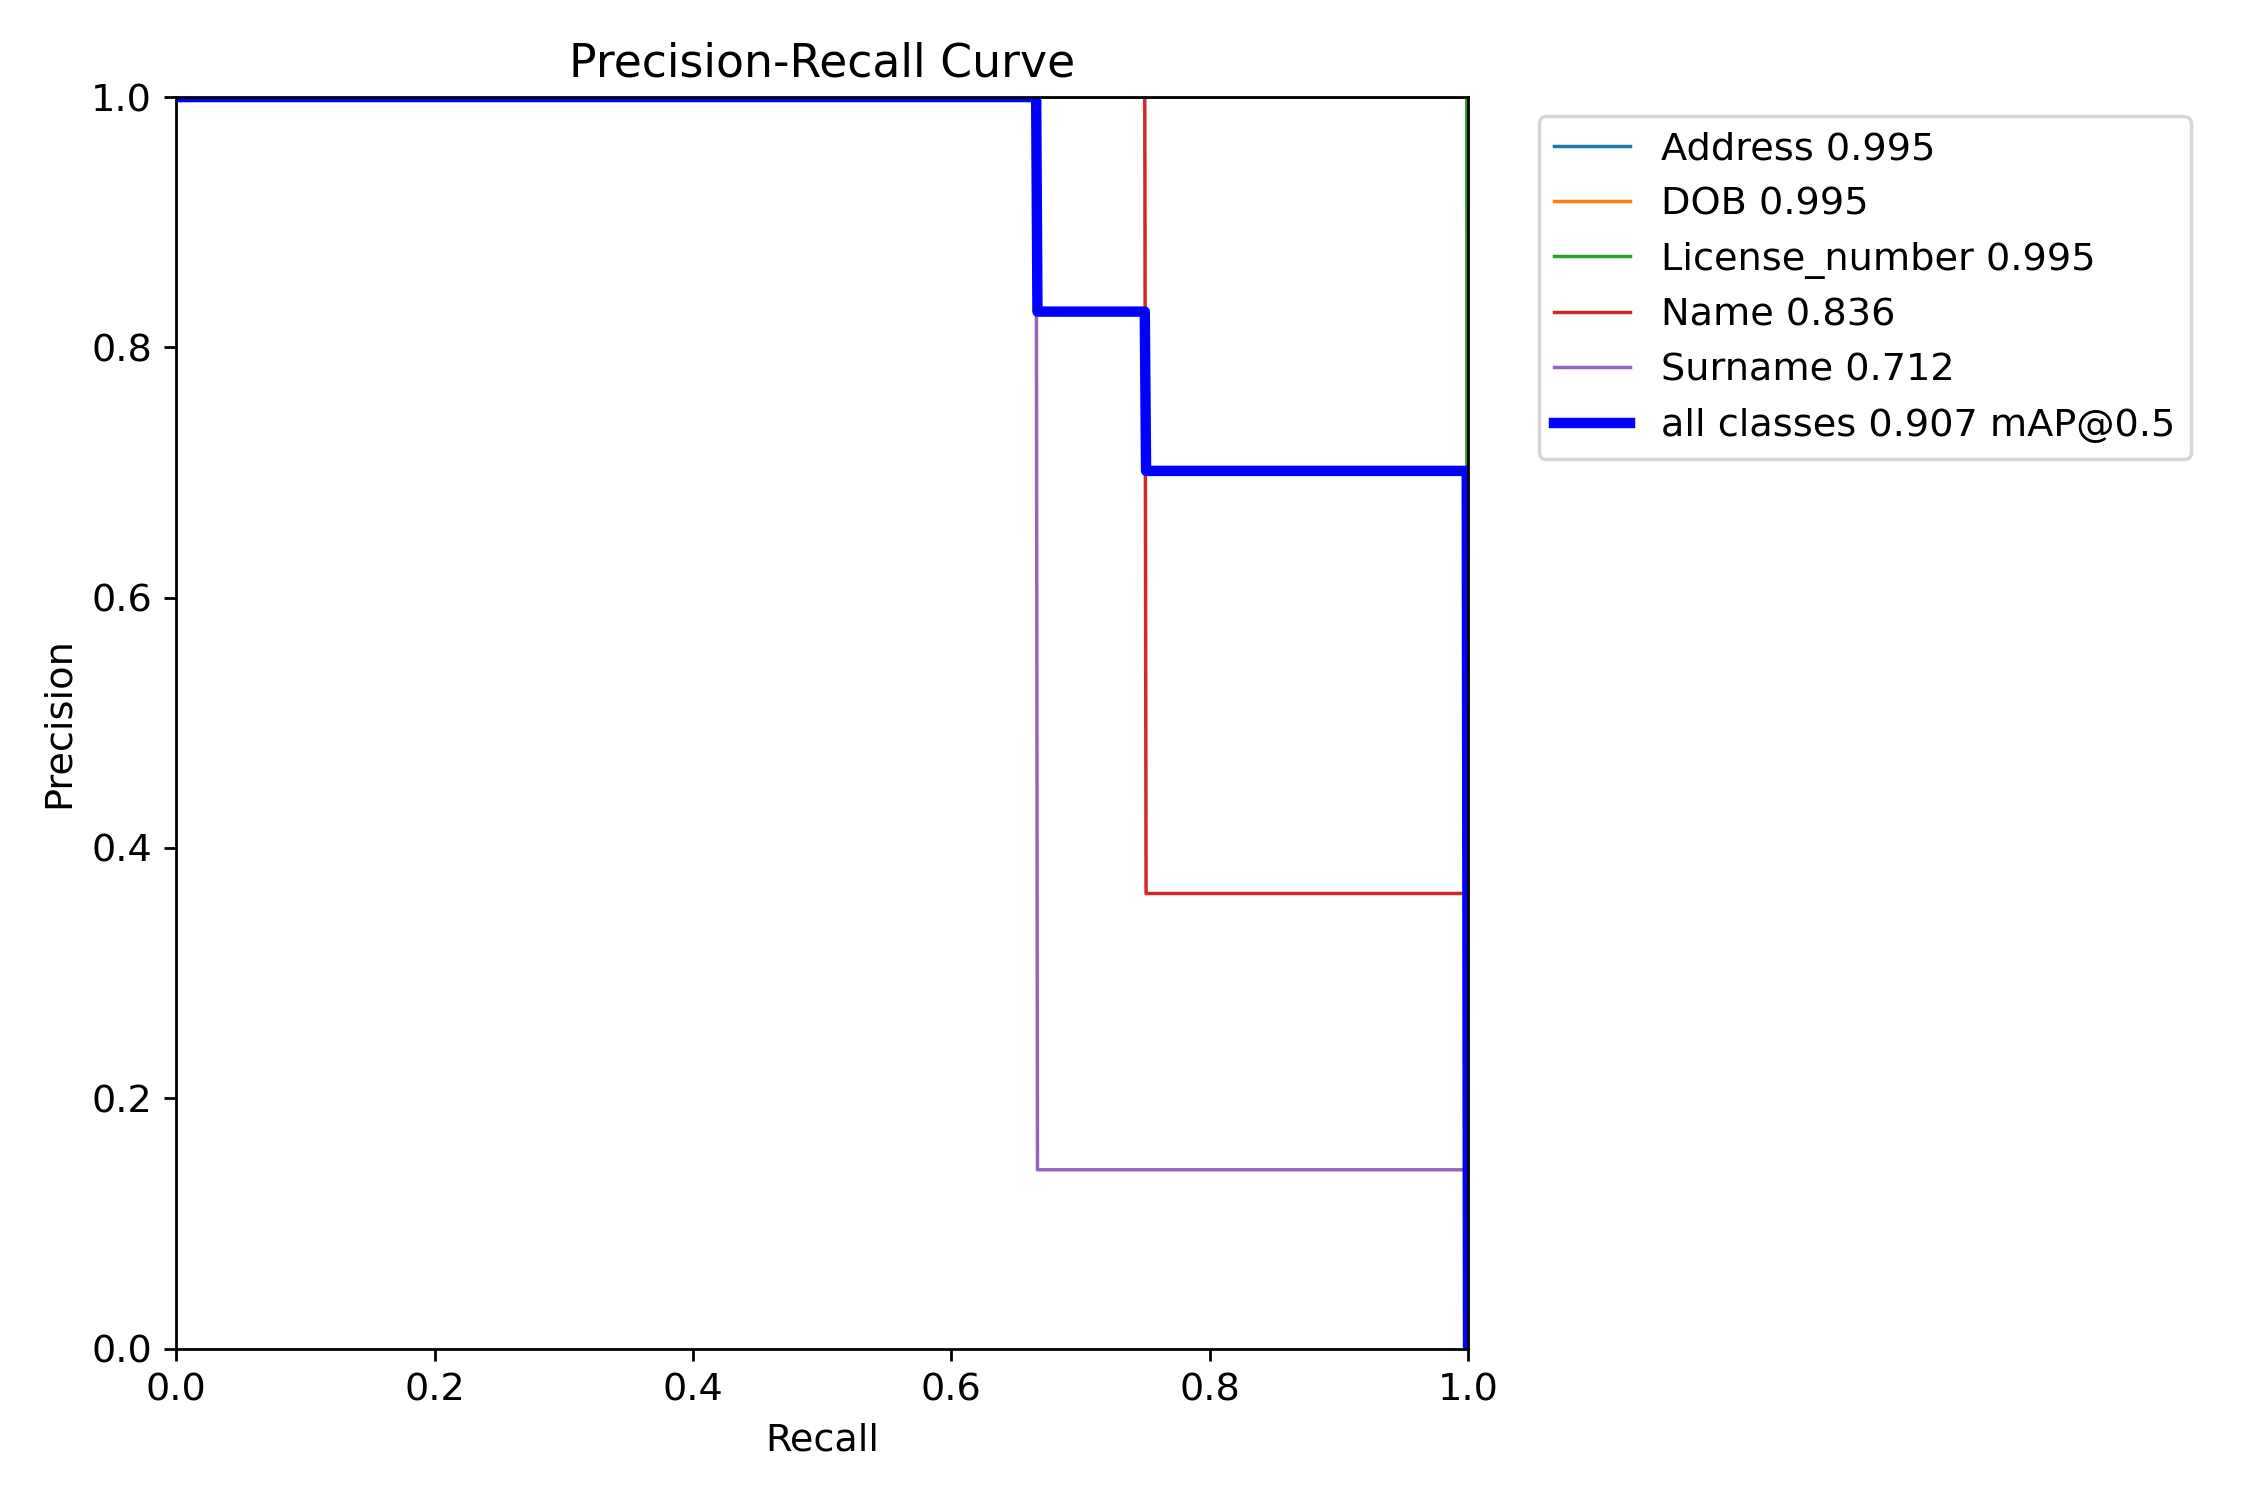 Precision-Recall Curve
1.0
0.8
0.6
0.4
0.2
0.0
Precision
0.0 0.2 0.4 0.6 0.8 1.0
Recall
Address 0.995
DOB 0.995
License_number 0.995
Name 0.836
Surname 0.712
all classes 0.907 mAP@0.5